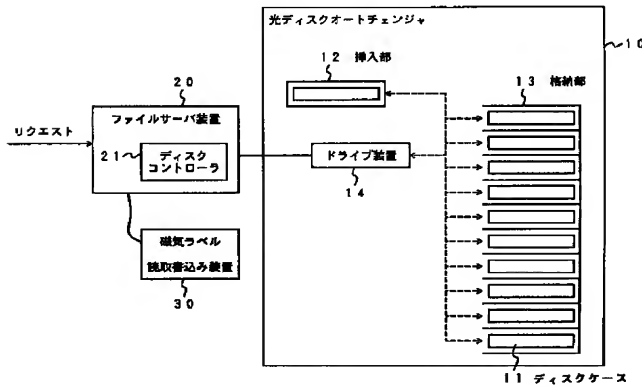 光ディスクオートチェンジャ
10
12 挿入部
13 格納部
20
ファイルサーバ装置
リクエスト
21
ディスク
コントローラ
ドライブ装置
14
磁気ラベル
読取書込み装置
30
11 ディスクケース